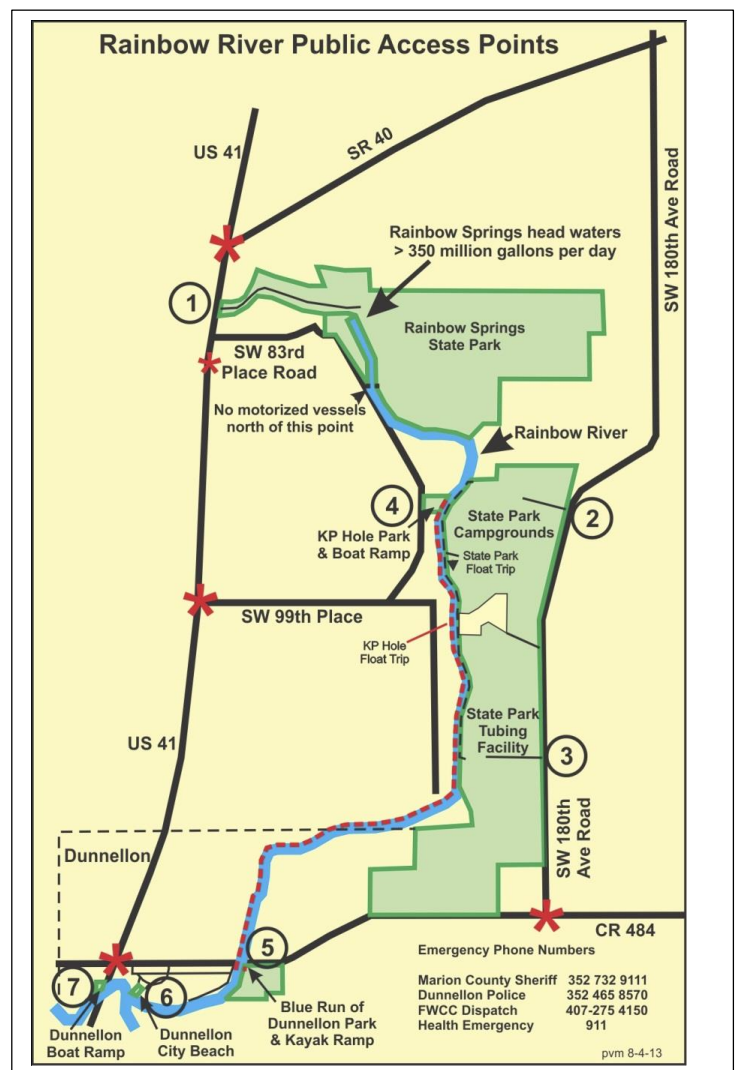 Rainbow River Public Access Points
US 41
SR 40
SW 180th Ave Road
Rainbow Springs head waters
> 350 million gallons per day
1
Rainbow Springs
State Park
SW 83rd
Place Road
No motorized vessels
north of this point
Rainbow River
4
2
KP Hole Park
& Boat Ramp
State Park
Campgrounds
State Park
Float Trip
SW 99th Place
KP Hole
Float Trip
State Park
Tubing
Facility
3
US 41
SW 180th
Ave Road
Dunnellon
5
CR 484
7
6
Dunnellon
Boat Ramp
Dunnellon
City Beach
Blue Run of
Dunnellon Park
& Kayak Ramp
Emergency Phone Numbers
Marion County Sheriff 352 732 9111
Dunnellon Police 352 465 8570
FWCC Dispatch 407-275 4150
Health Emergency 911
pvm 8-4-13